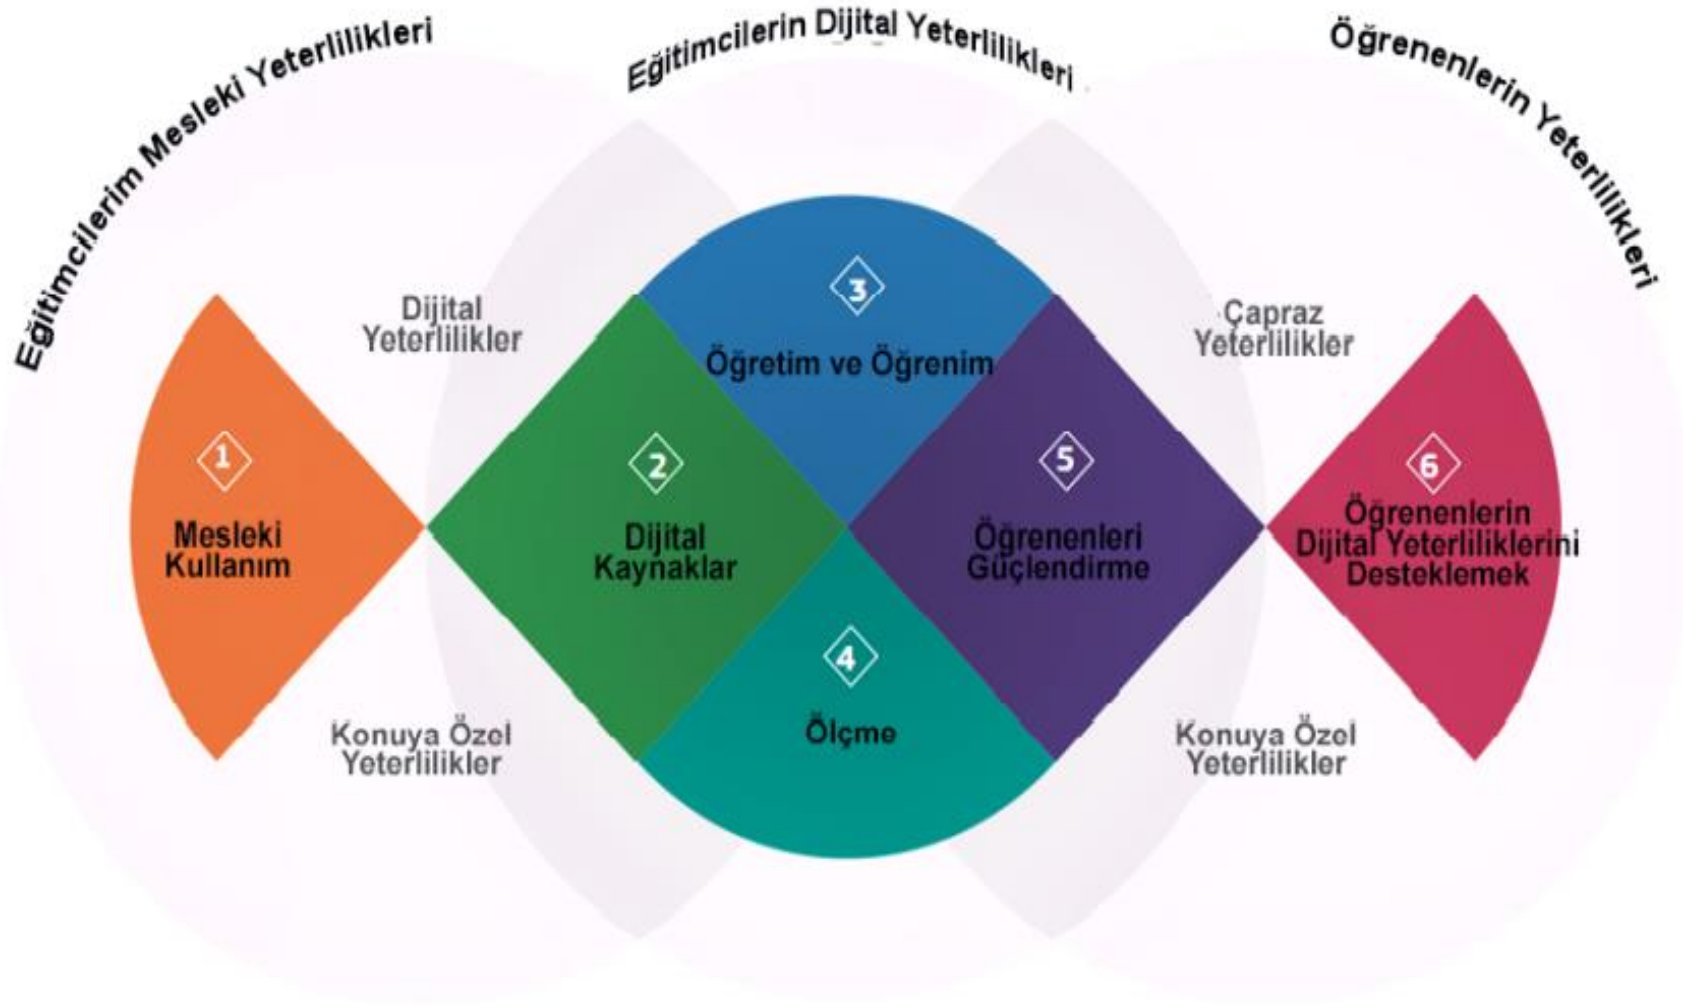 Eğitimcilerim Mesleki Yeterlilikleri
Eğitimcilerin Dijital Yeterlilikleri
Öğrenenlerin Yeterlilikleri
Dijital
Yeterlilikler
Çapraz
Yeterlilikler
3
Öğretim ve Öğrenim
1
Mesleki
Kullanım
2
Dijital
Kaynaklar
5
Öğrenenleri
Güçlendirme
6
Öğrenenlerin
Dijital Yeterliliklerini
Desteklemek
4
Ölçme
Konuya Özel
Yeterlilikler
Konuya Özel
Yeterlilikler